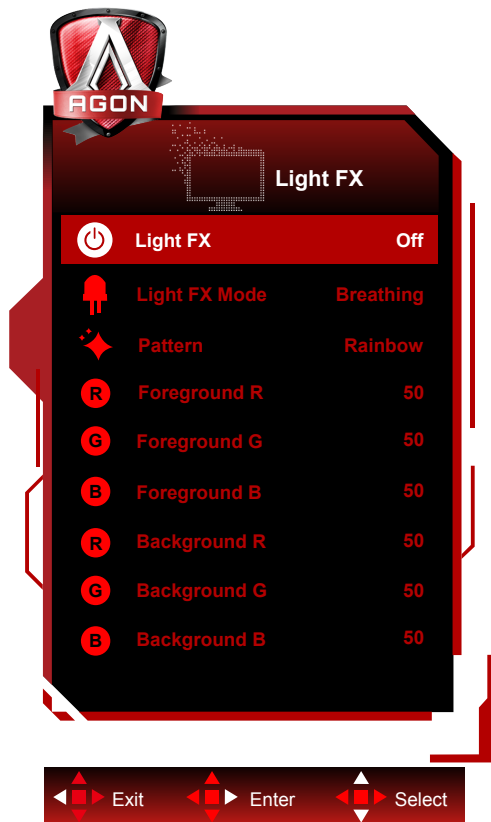 AGON
Light FX
Light FX Off
Light FX Mode Breathing
Pattern Rainbow
R Foreground R 50
G Foreground G 50
B Foreground B 50
R Background R 50
G Background G 50
B Background B 50
Exit Enter Select